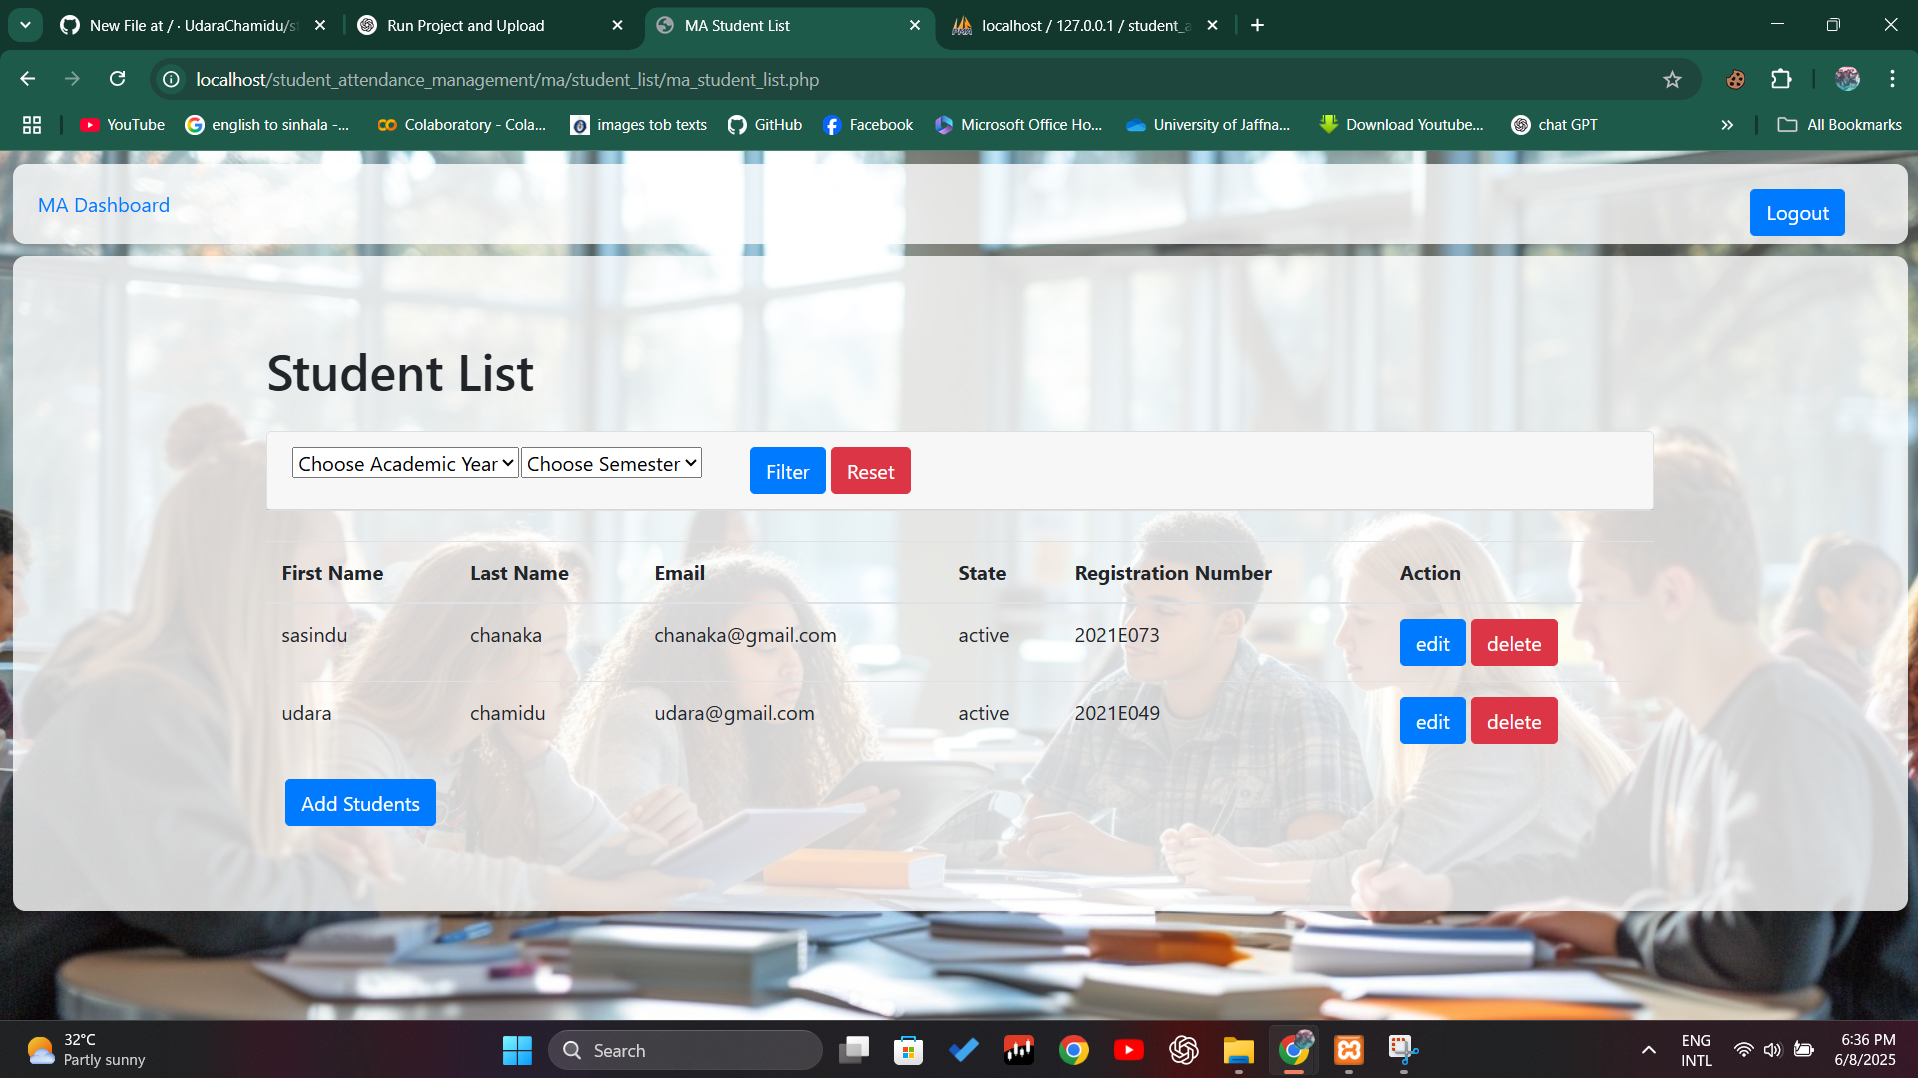 New File at / · UdaraChamidu/st
Run Project and Upload
MA Student List
localhost / 127.0.0.1 / student_a
localhost/student_attendance_management/ma/student_list/ma_student_list.php
YouTube
english to sinhala -...
Colaboratory - Cola...
images tob texts
GitHub
Facebook
Microsoft Office Ho...
University of Jaffna...
Download Youtube...
chat GPT
All Bookmarks
MA Dashboard
Logout
Student List
Choose Academic Year
Choose Semester
Filter
Reset
First Name Last Name Email State Registration Number Action
sasindu chanaka chanaka@gmail.com active 2021E073 edit delete
udara chamidu udara@gmail.com active 2021E049 edit delete
Add Students
32°C
Partly sunny
Search
ENG
INTL
6:36 PM
6/8/2025